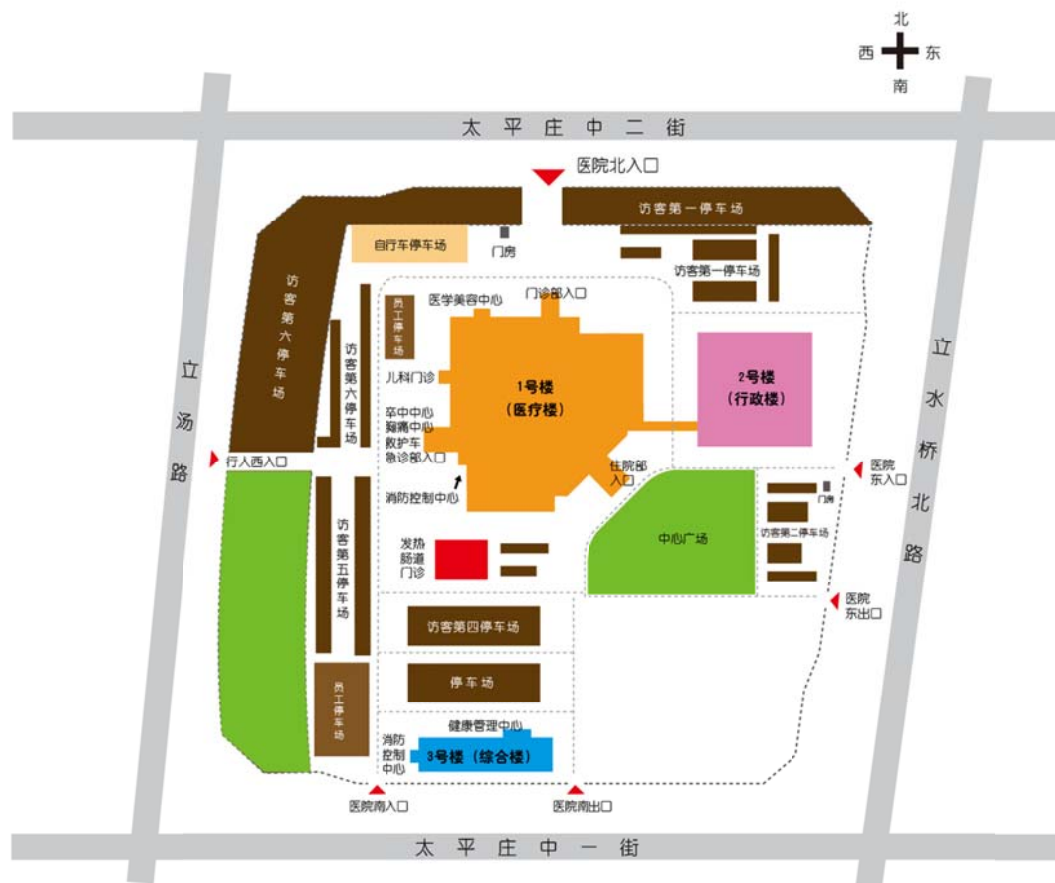 北
西
东
南
太平庄中二街
医院北入口
访客第一停车场
自行车停车场
门房
访客第一停车场
访客第六停车场
医学美容中心
门诊部入口
员工停车场
立汤路
立水桥北路
访客第六停车场
儿科门诊
1号楼
(医疗楼)
2号楼
(行政楼)
卒中中心
胸痛中心
救护车
急诊部入口
行人西入口
住院部
入口
医院
东入口
消防控制中心
门房
访客第二停车场
中心广场
访客第五停车场
发热
肠道
门诊
医院
东出口
访客第四停车场
停车场
员工停车场
健康管理中心
消防
控制
中心
3号楼(综合楼)
医院南入口
医院南出口
太平庄中一街